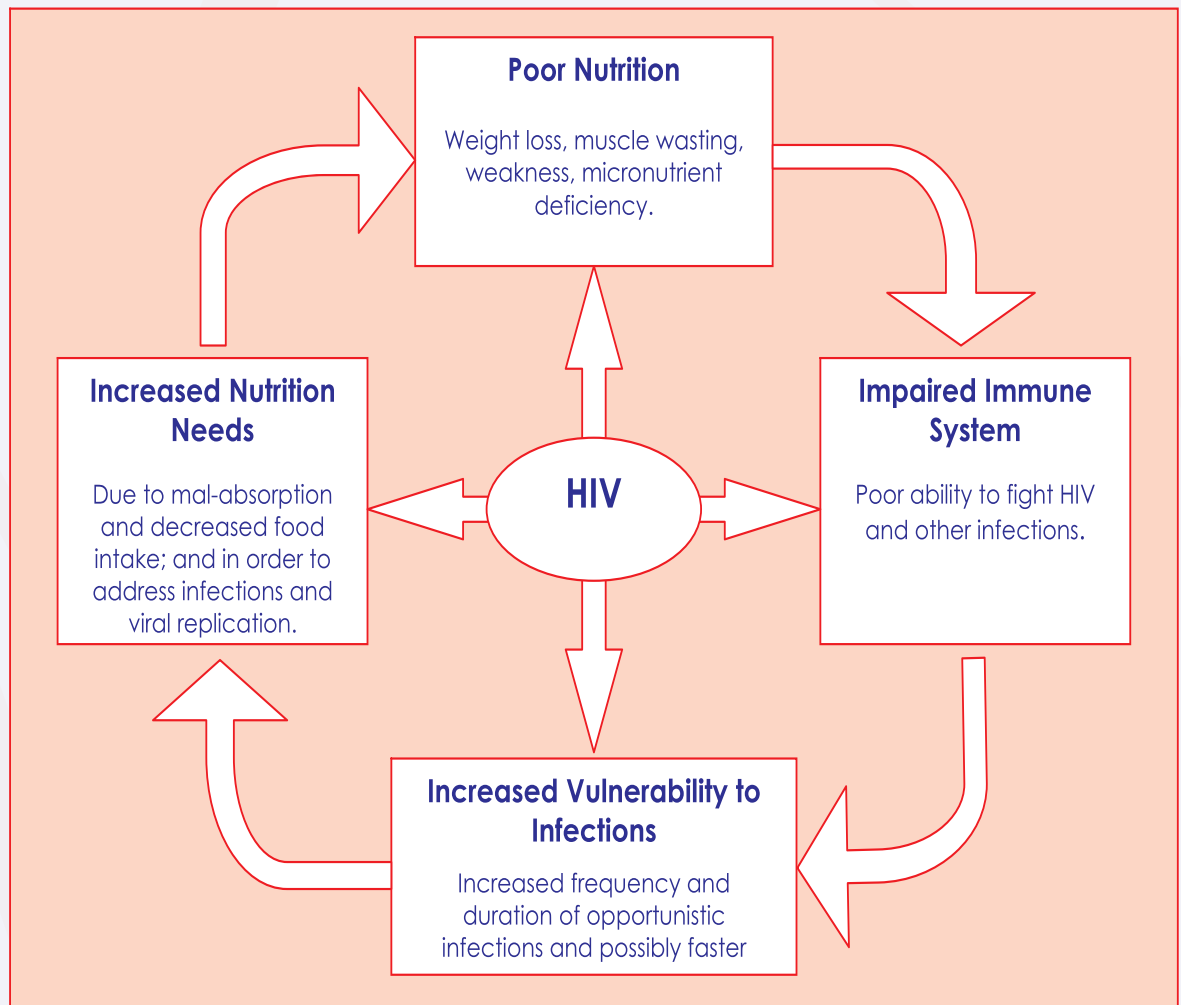 Poor Nutrition
Weight loss, muscle wasting,
weakness, micronutrient
deficiency.
Increased Nutrition
Needs
Due to mal-absorption
and decreased food
intake; and in order to
address infections and
viral replication.
HIV
Impaired Immune
System
Poor ability to fight HIV
and other infections.
Increased Vulnerability to
Infections
Increased frequency and
duration of opportunistic
infections and possibly faster